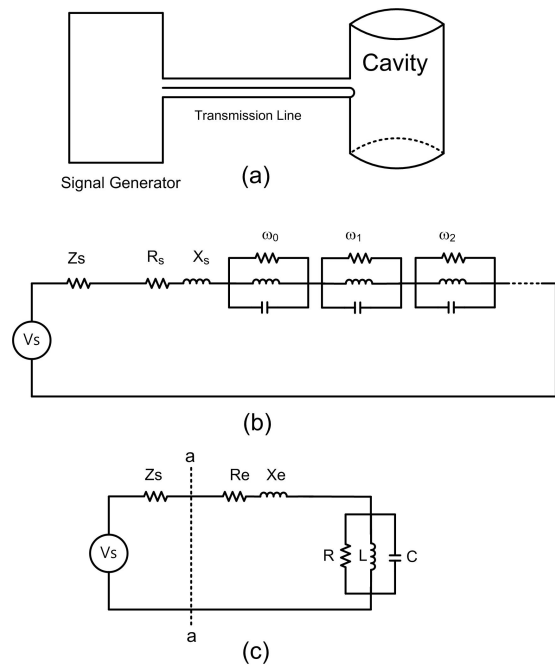 Cavity
Transmission Line
Signal Generator
(a)
ω₀ ω₁ ω₂
Zs Rₛ Xₛ
Vs
(b)
a
Zs Re Xe
Vs R L C
a
(c)